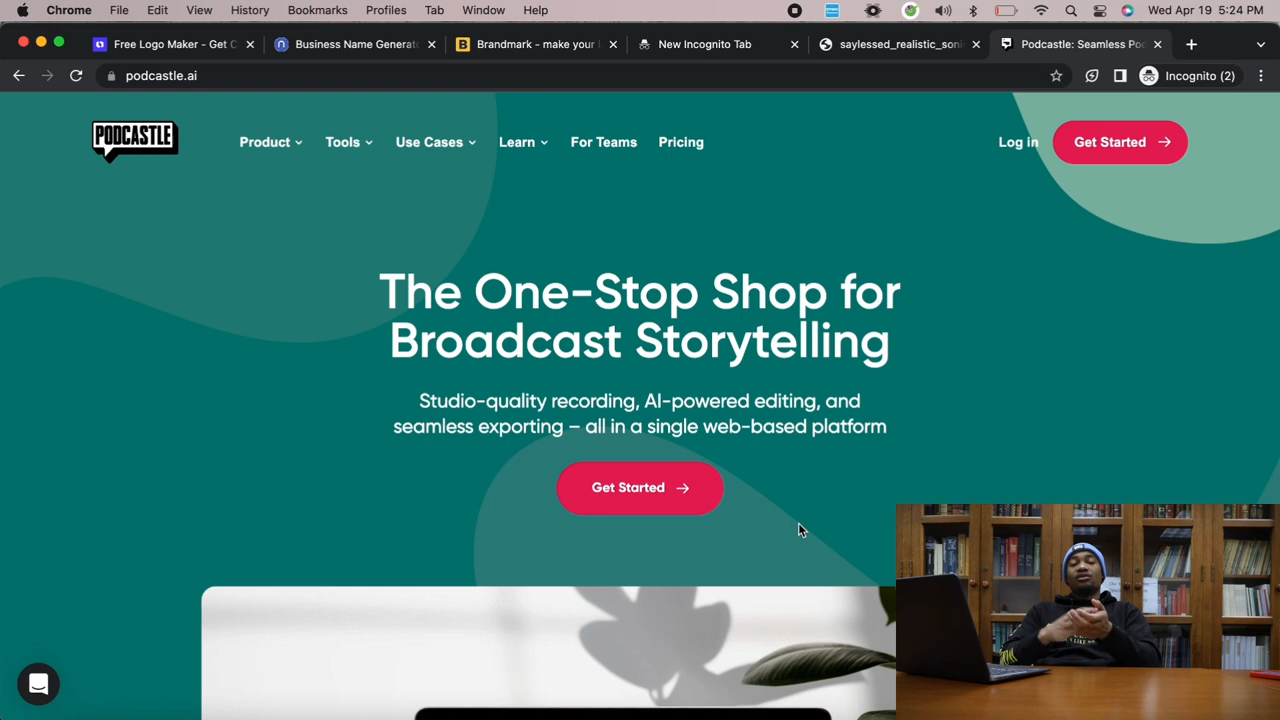 Chrome File Edit View History Bookmarks Profiles Tab Window Help Wed Apr 19 5:24 PM
Free Logo Maker - Get C Business Name Generat Brandmark - make your New Incognito Tab saylessed_realistic_soni Podcastle: Seamless Poc
podcastle.ai Incognito (2)
PODCASTLE Product Tools Use Cases Learn For Teams Pricing Log in Get Started
The One-Stop Shop for
Broadcast Storytelling
Studio-quality recording, AI-powered editing, and
seamless exporting – all in a single web-based platform
Get Started